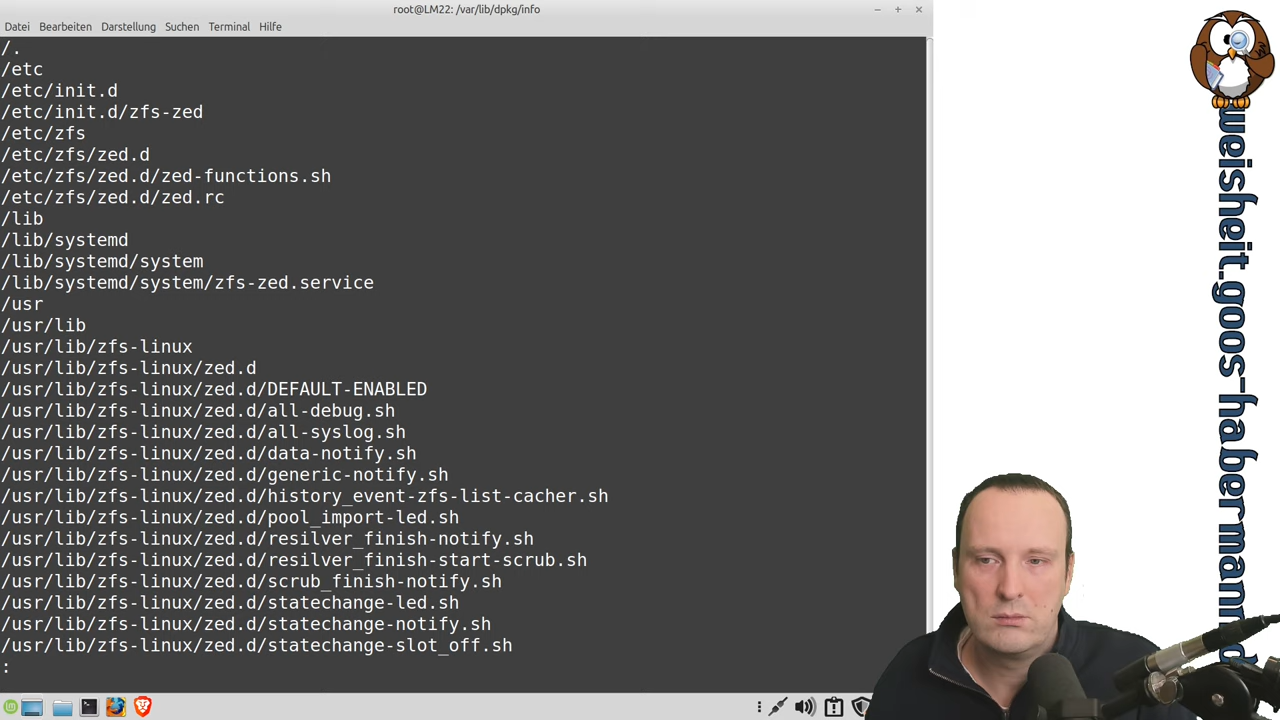 root@LM22: /var/lib/dpkg/info
Datei Bearbeiten Darstellung Suchen Terminal Hilfe
/.
/etc
/etc/init.d
/etc/init.d/zfs-zed
/etc/zfs
/etc/zfs/zed.d
/etc/zfs/zed.d/zed-functions.sh
/etc/zfs/zed.d/zed.rc
/lib
/lib/systemd
/lib/systemd/system
/lib/systemd/system/zfs-zed.service
/usr
/usr/lib
/usr/lib/zfs-linux
/usr/lib/zfs-linux/zed.d
/usr/lib/zfs-linux/zed.d/DEFAULT-ENABLED
/usr/lib/zfs-linux/zed.d/all-debug.sh
/usr/lib/zfs-linux/zed.d/all-syslog.sh
/usr/lib/zfs-linux/zed.d/data-notify.sh
/usr/lib/zfs-linux/zed.d/generic-notify.sh
/usr/lib/zfs-linux/zed.d/history_event-zfs-list-cacher.sh
/usr/lib/zfs-linux/zed.d/pool_import-led.sh
/usr/lib/zfs-linux/zed.d/resilver_finish-notify.sh
/usr/lib/zfs-linux/zed.d/resilver_finish-start-scrub.sh
/usr/lib/zfs-linux/zed.d/scrub_finish-notify.sh
/usr/lib/zfs-linux/zed.d/statechange-led.sh
/usr/lib/zfs-linux/zed.d/statechange-notify.sh
/usr/lib/zfs-linux/zed.d/statechange-slot_off.sh
:
weisheit.goos-habermann.d